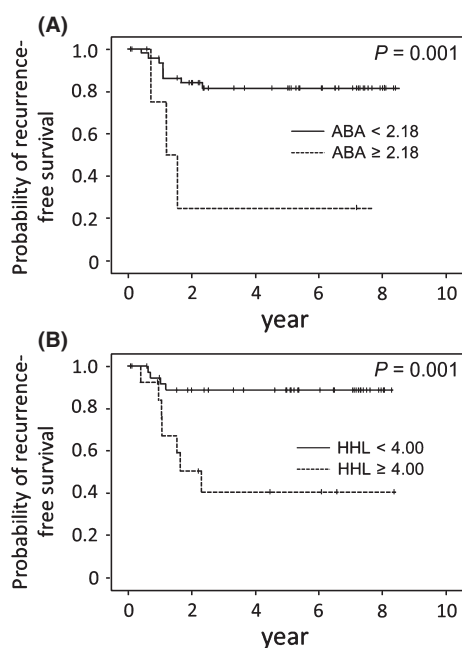 (A)
P = 0.001
Probability of recurrence-
free survival
1.0
0.8
0.6
0.4
0.2
0
ABA < 2.18
ABA ≥ 2.18
0 2 4 6 8 10
year
(B)
P = 0.001
Probability of recurrence-
free survival
1.0
0.8
0.6
0.4
0.2
0
HHL < 4.00
HHL ≥ 4.00
0 2 4 6 8 10
year